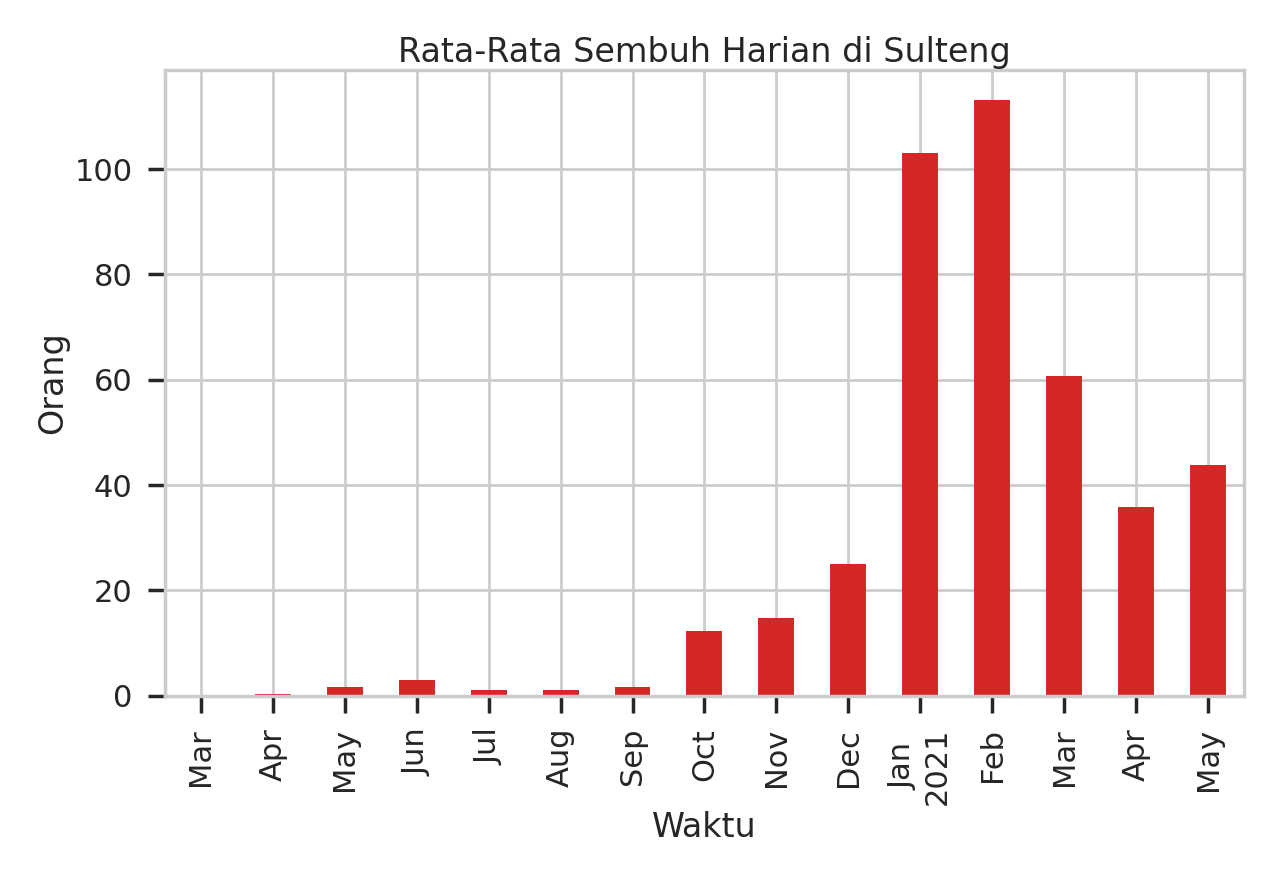 Rata-Rata Sembuh Harian di Sulteng
Orang
100
80
60
40
20
0
Mar
Apr
May
Jun
Jul
Aug
Sep
Oct
Nov
Dec
Jan
2021
Feb
Mar
Apr
May
Waktu